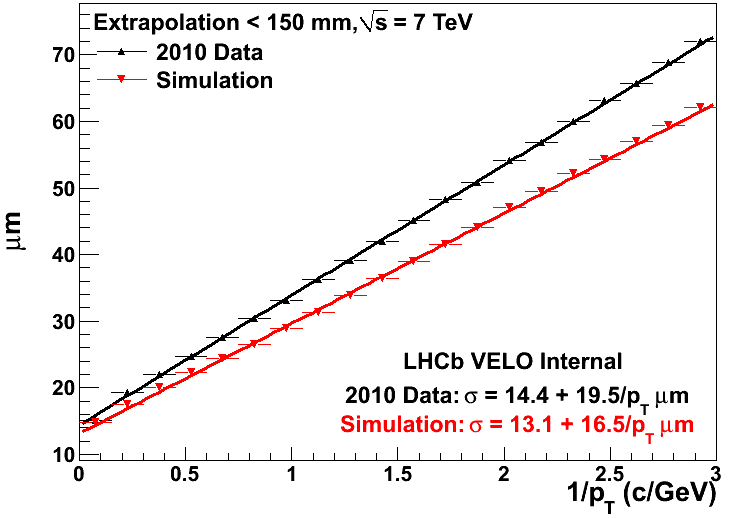 Extrapolation < 150 mm, √s = 7 TeV
2010 Data
Simulation
70
60
50
40
30
20
10
μm
LHCb VELO Internal
2010 Data: σ = 14.4 + 19.5/p_T μm
Simulation: σ = 13.1 + 16.5/p_T μm
0 0.5 1 1.5 2 2.5 3
1/p_T (c/GeV)